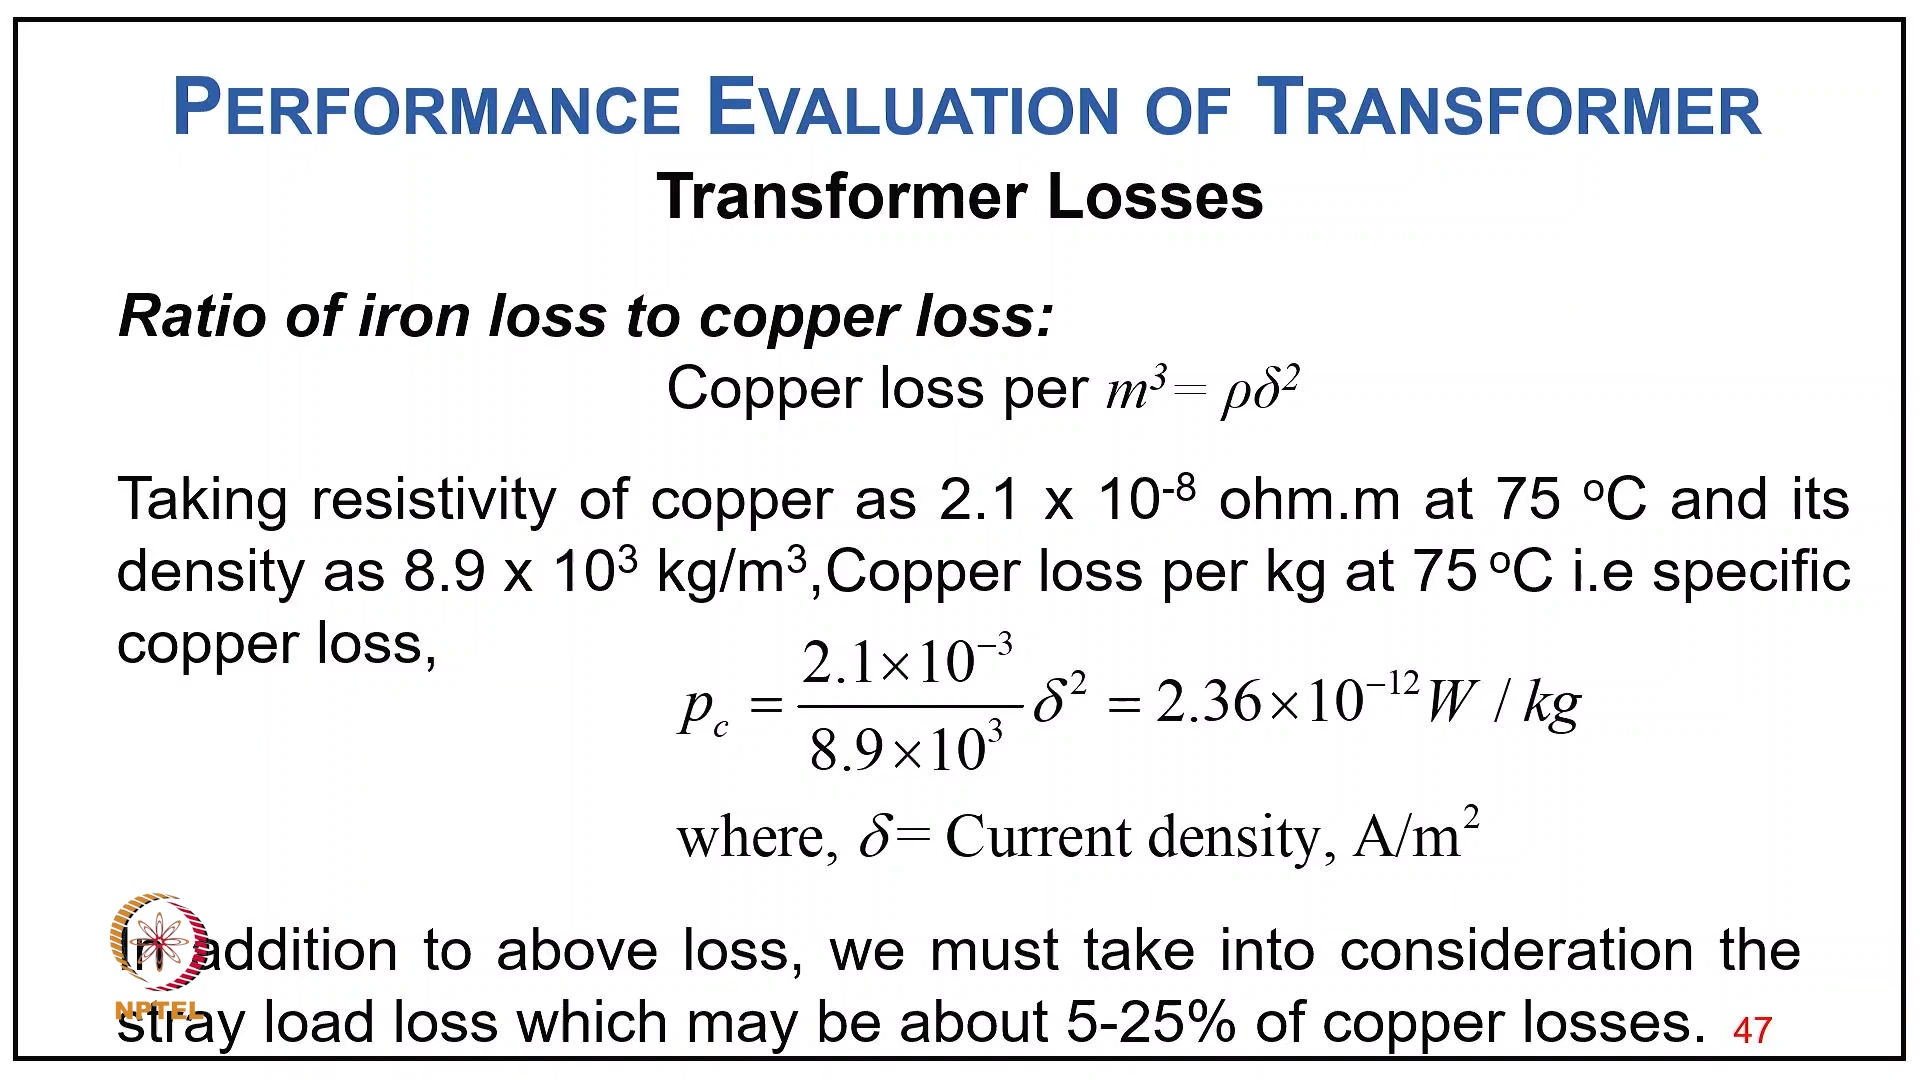 PERFORMANCE EVALUATION OF TRANSFORMER
Transformer Losses
Ratio of iron loss to copper loss:
Copper loss per m³= ρδ²
Taking resistivity of copper as 2.1 x 10⁻⁸ ohm.m at 75 ᵒC and its
density as 8.9 x 10³ kg/m³,Copper loss per kg at 75 ᵒC i.e specific
copper loss,
p_c = (2.1×10⁻³)/(8.9×10³) δ² = 2.36×10⁻¹² W / kg
where, δ= Current density, A/m²
In addition to above loss, we must take into consideration the
stray load loss which may be about 5-25% of copper losses.
NPTEL
47